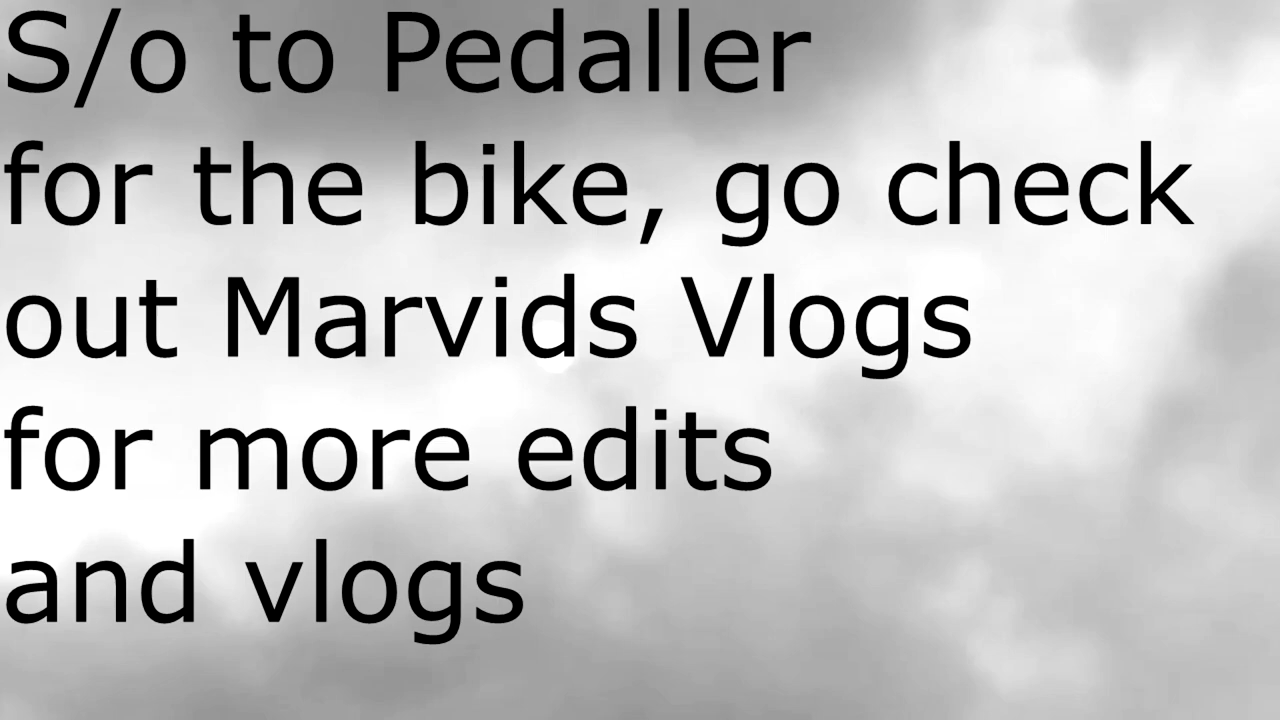 S/o to Pedaller
for the bike, go check
out Marvids Vlogs
for more edits
and vlogs